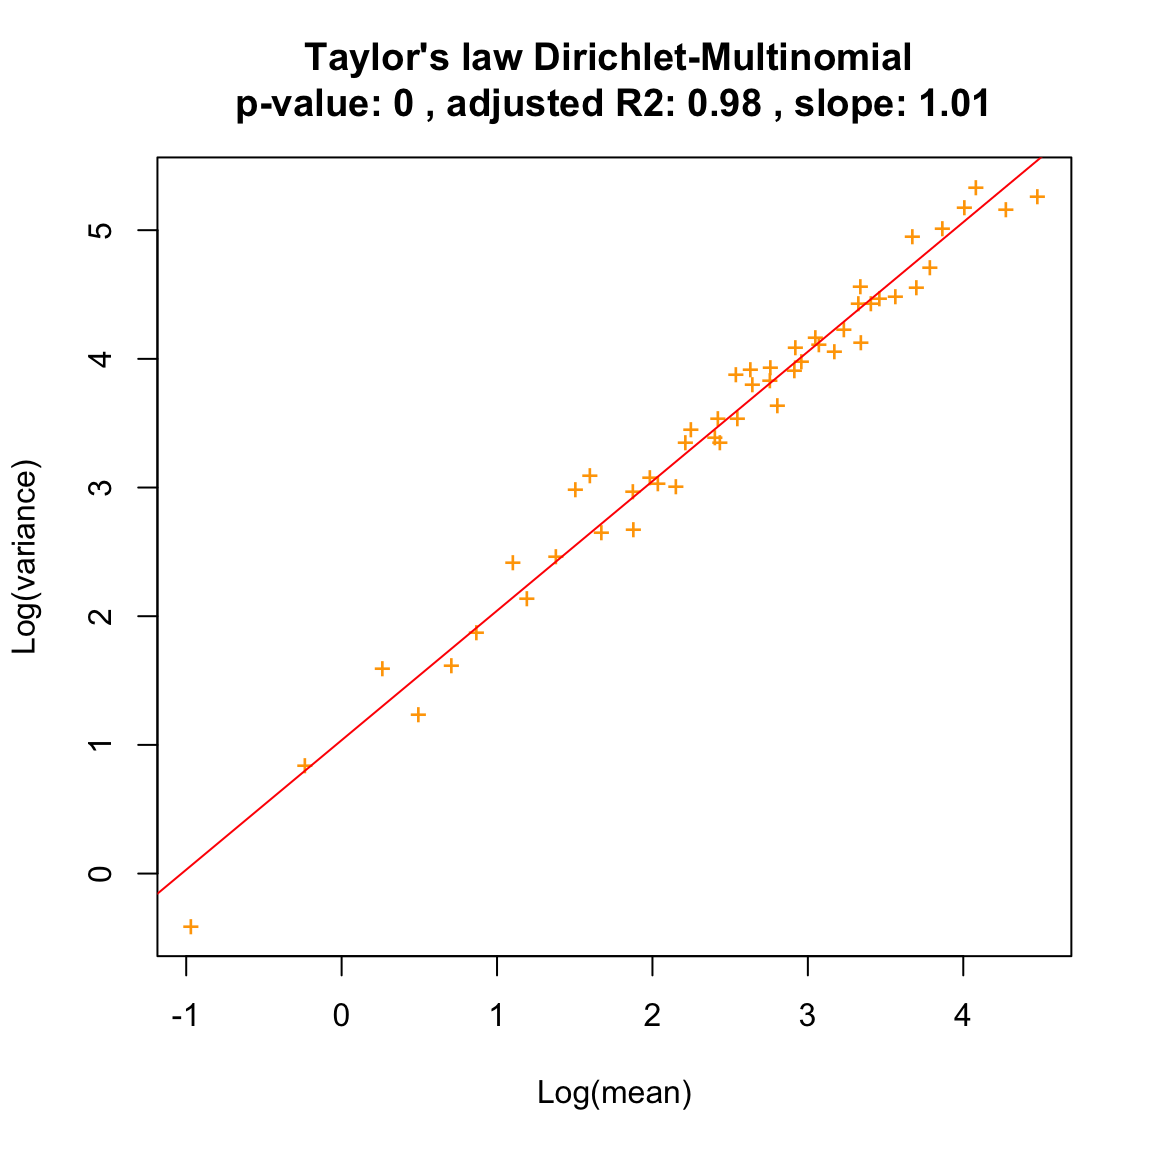 Taylor's law Dirichlet-Multinomial
p-value: 0 , adjusted R2: 0.98 , slope: 1.01
Log(variance)
5
4
3
2
1
0
-1 0 1 2 3 4
Log(mean)